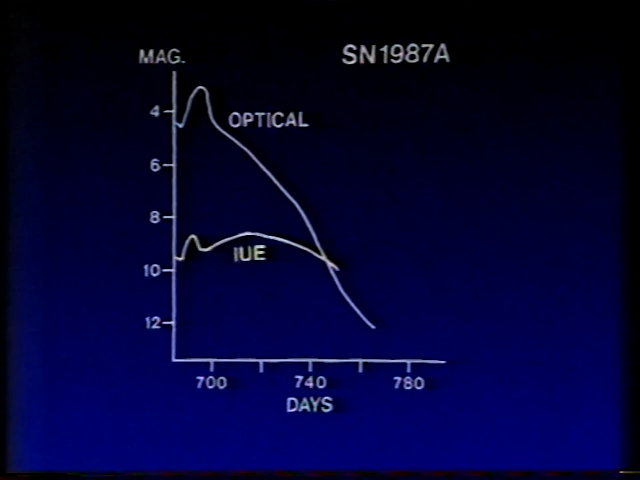 MAG.
SN1987A
4
OPTICAL
6
8
IUE
10
12
700 740 780
DAYS